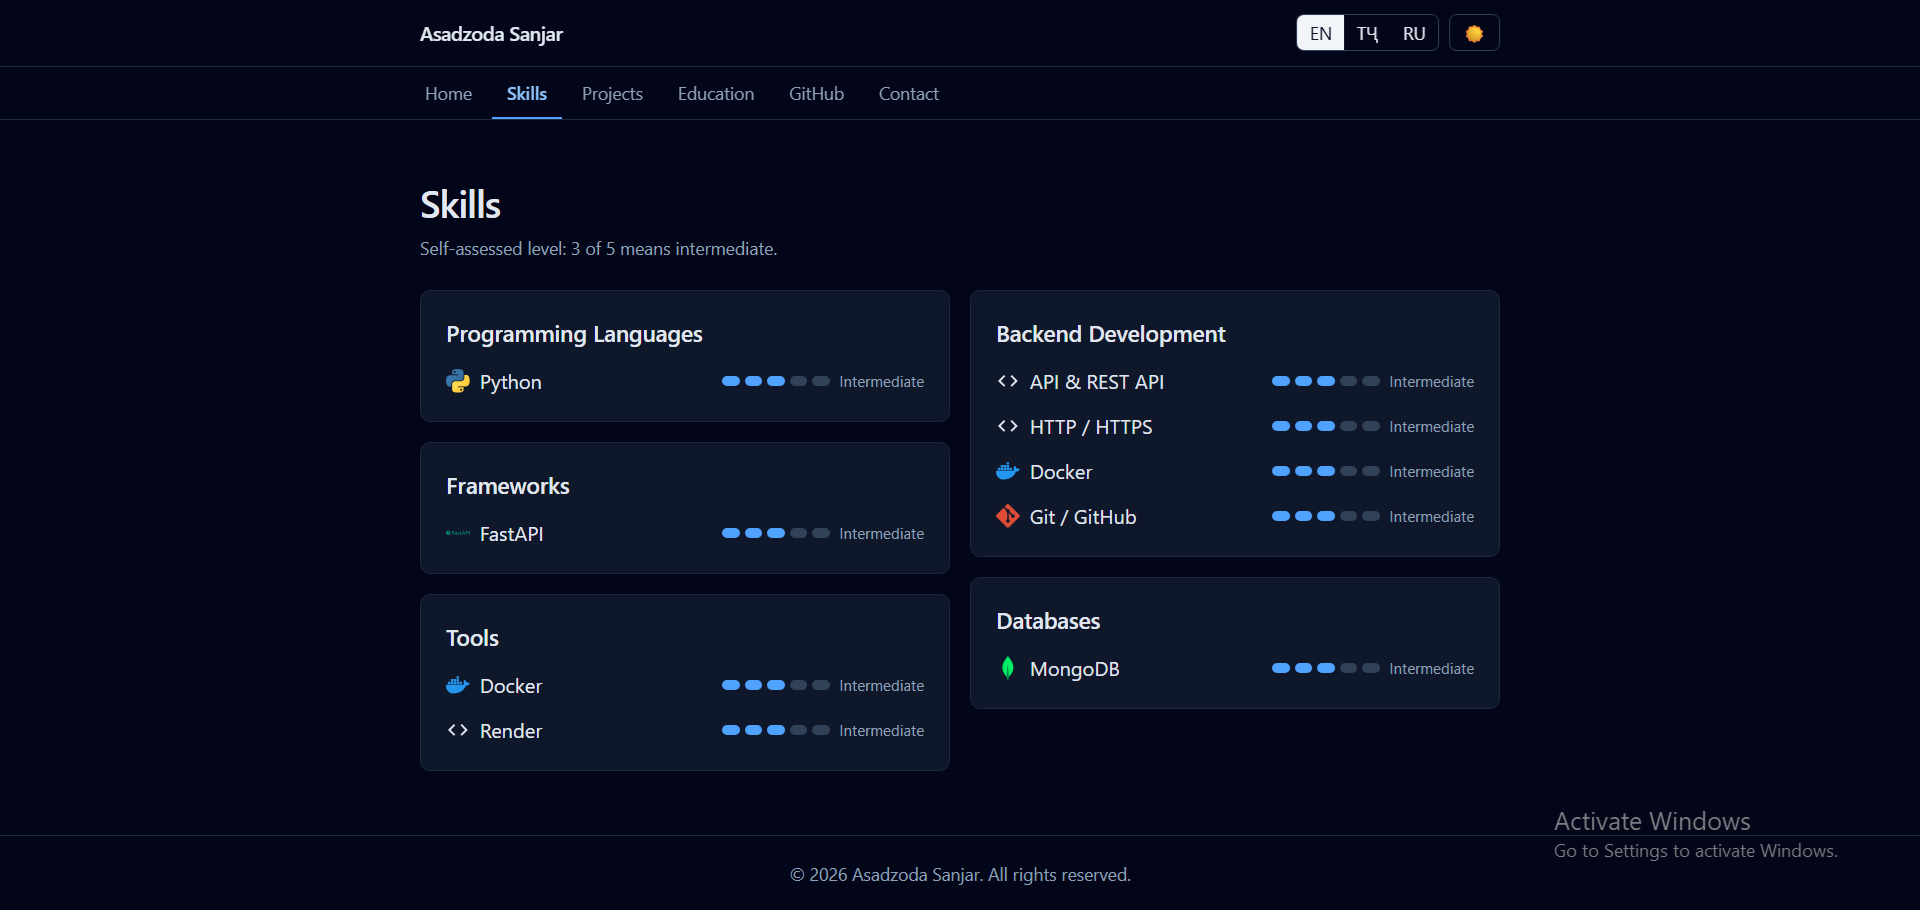 Asadzoda Sanjar
EN ТҶ RU
Home Skills Projects Education GitHub Contact
Skills
Self-assessed level: 3 of 5 means intermediate.
Programming Languages
Python Intermediate
Frameworks
FastAPI FastAPI Intermediate
Tools
Docker Intermediate
Render Intermediate
Backend Development
API & REST API Intermediate
HTTP / HTTPS Intermediate
Docker Intermediate
Git / GitHub Intermediate
Databases
MongoDB Intermediate
Activate Windows
Go to Settings to activate Windows.
© 2026 Asadzoda Sanjar. All rights reserved.